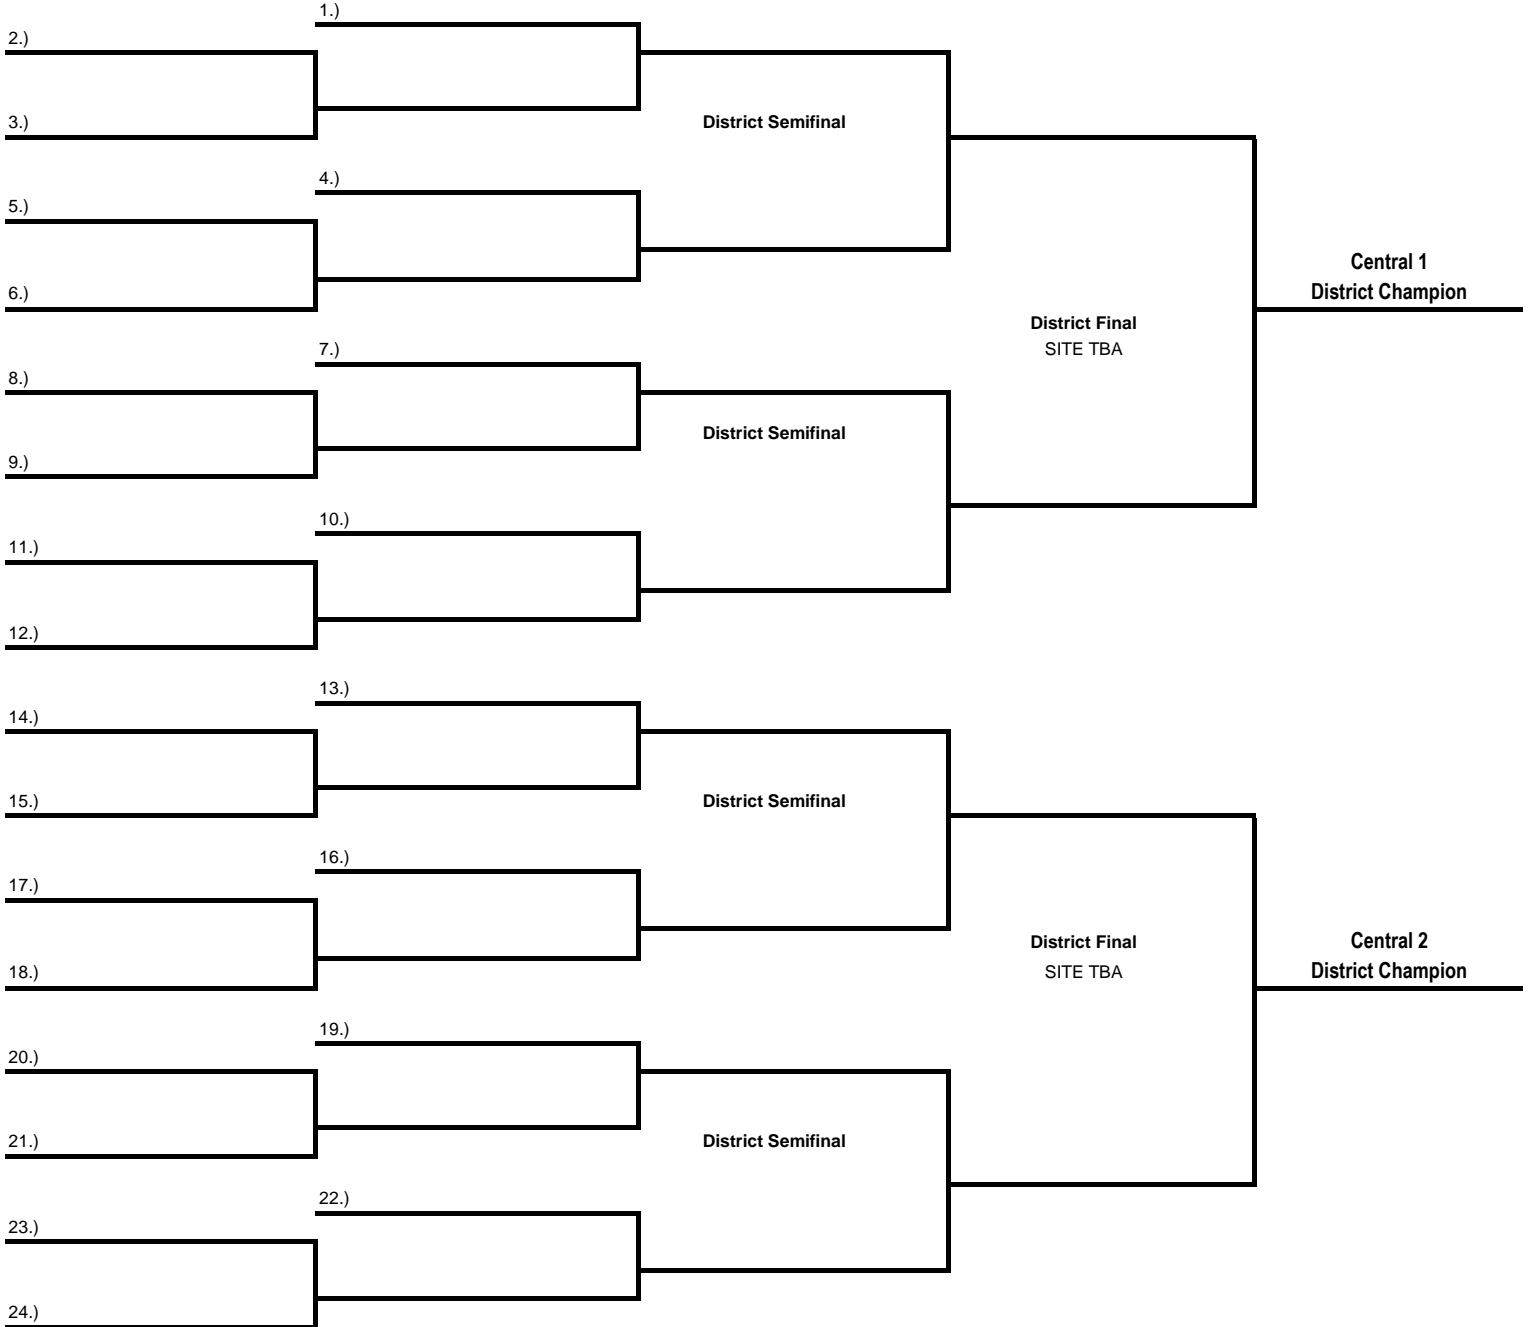 1.)
2.)
3.)
District Semifinal
4.)
5.)
6.)
Central 1
District Champion
District Final
SITE TBA
7.)
8.)
9.)
District Semifinal
10.)
11.)
12.)
13.)
14.)
15.)
District Semifinal
16.)
17.)
18.)
District Final
SITE TBA
Central 2
District Champion
19.)
20.)
21.)
District Semifinal
22.)
23.)
24.)